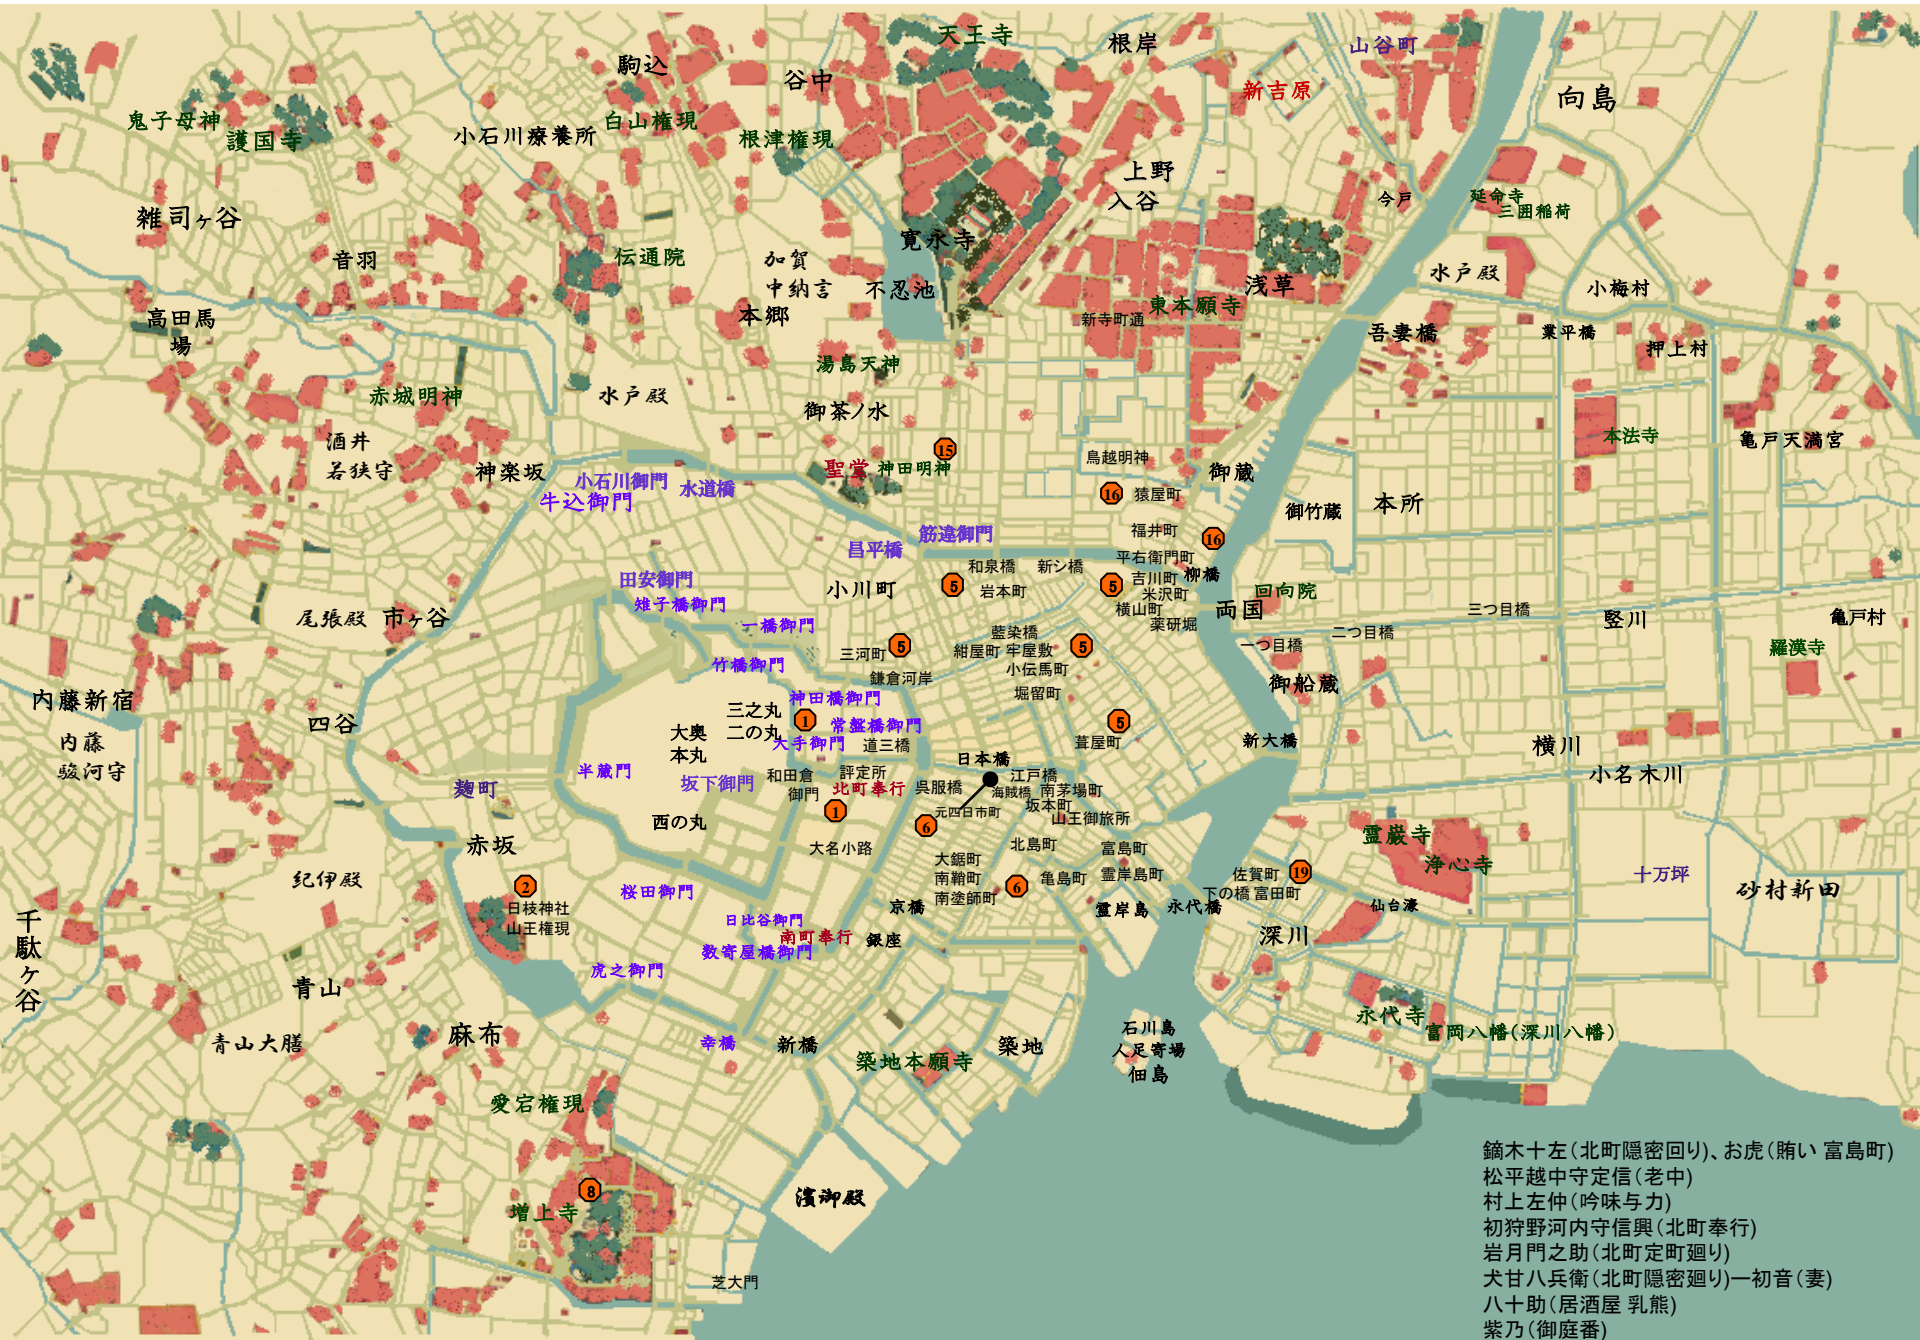 天王寺
根岸
山谷町
駒込
谷中
新吉原
向島
鬼子母神
護国寺
小石川療養所
白山権現
根津権現
上野
入谷
今戸
延命寺
三囲稲荷
雑司ヶ谷
音羽
伝通院
加賀
中納言
本郷
寛永寺
不忍池
浅草
東本願寺
新寺町通
水戸殿
小梅村
吾妻橋
業平橋
押上村
高田馬
場
赤城明神
水戸殿
湯島天神
御茶ノ水
酒井
若狭守
神楽坂
小石川御門
牛込御門
水道橋
聖堂
神田明神
15
鳥越明神
16
猿屋町
御蔵
御竹蔵
本所
本法寺
亀戸天満宮
福井町
16
昌平橋
筋違御門
平右衛門町
柳橋
和泉橋
新シ橋
5
岩本町
5
吉川町
米沢町
横山町
薬研堀
両国
回向院
小川町
田安御門
雉子橋御門
一橋御門
竹橋御門
尾張殿
市ヶ谷
三河町
5
藍染橋
紺屋町
牢屋敷
5
小伝馬町
堀留町
鎌倉河岸
一つ目橋
二つ目橋
三つ目橋
竪川
亀戸村
羅漢寺
御船蔵
内藤新宿
内藤
駿河守
四谷
神田橋御門
三之丸
二の丸
1
常盤橋御門
大手御門
道三橋
大奥
本丸
5
葺屋町
新大橋
横川
小名木川
半蔵門
坂下御門
和田倉
御門
評定所
北町奉行
1
呉服橋
日本橋
江戸橋
海賊橋
南茅場町
元四日市町
坂本町
山王御旅所
6
麹町
西の丸
赤坂
大名小路
北島町
大鋸町
南鞘町
南塗師町
6
亀島町
富島町
霊岸島町
佐賀町
19
下の橋
富田町
霊巌寺
浄心寺
十万坪
砂村新田
紀伊殿
2
日枝神社
山王権現
桜田御門
日比谷御門
南町奉行
数寄屋橋御門
京橋
銀座
霊岸島
永代橋
仙台濠
深川
千駄ヶ谷
青山
虎之御門
青山大膳
麻布
幸橋
新橋
築地本願寺
築地
石川島
人足寄場
佃島
永代寺
富岡八幡(深川八幡)
愛宕権現
8
増上寺
濱御殿
芝大門
鏑木十左(北町隠密回り)、お虎(賄い 富島町)
松平越中守定信(老中)
村上左仲(吟味与力)
初狩野河内守信興(北町奉行)
岩月門之助(北町定町廻り)
犬甘八兵衛(北町隠密廻り)―初音(妻)
八十助(居酒屋 乳熊)
紫乃(御庭番)